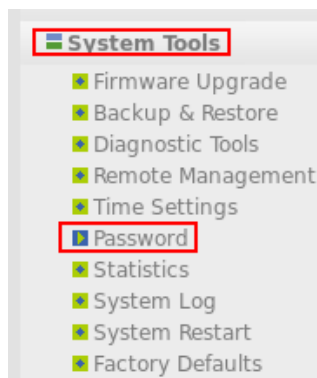 System Tools
Firmware Upgrade
Backup & Restore
Diagnostic Tools
Remote Management
Time Settings
Password
Statistics
System Log
System Restart
Factory Defaults